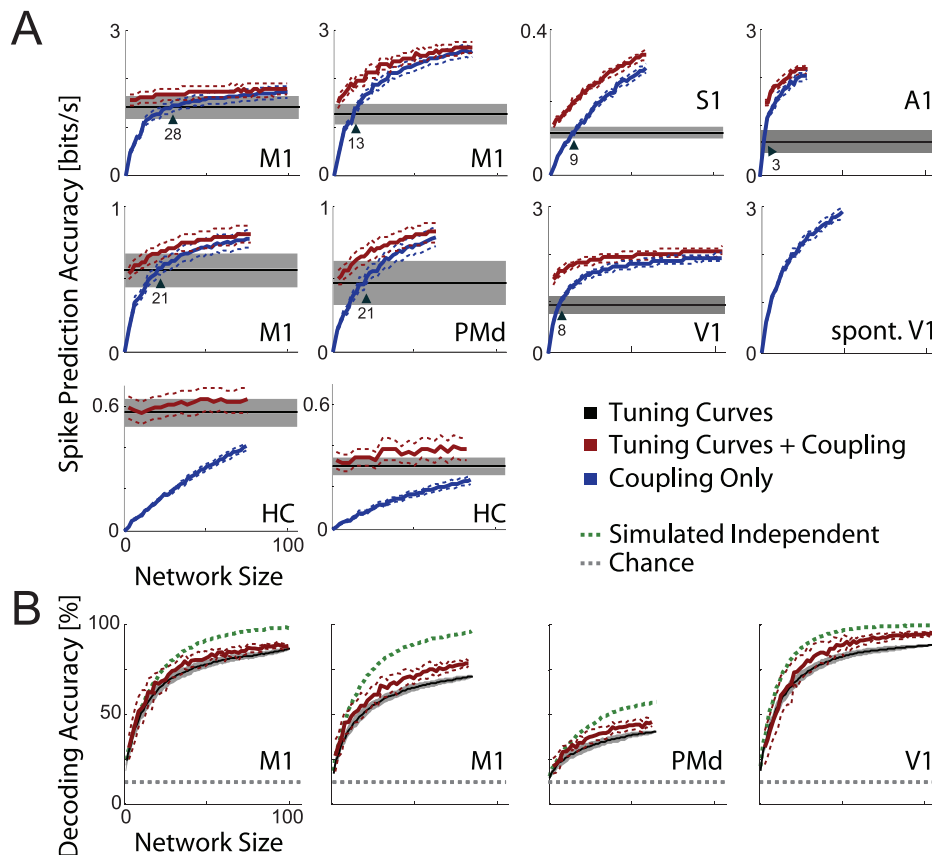 A
Spike Prediction Accuracy [bits/s]
3
0
28
M1
3
0
13
M1
0.4
0
9
S1
3
0
3
A1
1
0
21
M1
1
0
21
PMd
3
0
8
V1
3
0
spont. V1
0.6
0
HC
0
100
Network Size
0.6
0
HC
Tuning Curves
Tuning Curves + Coupling
Coupling Only
Simulated Independent
Chance
B
Decoding Accuracy [%]
100
50
0
M1
0
100
Network Size
M1
PMd
V1